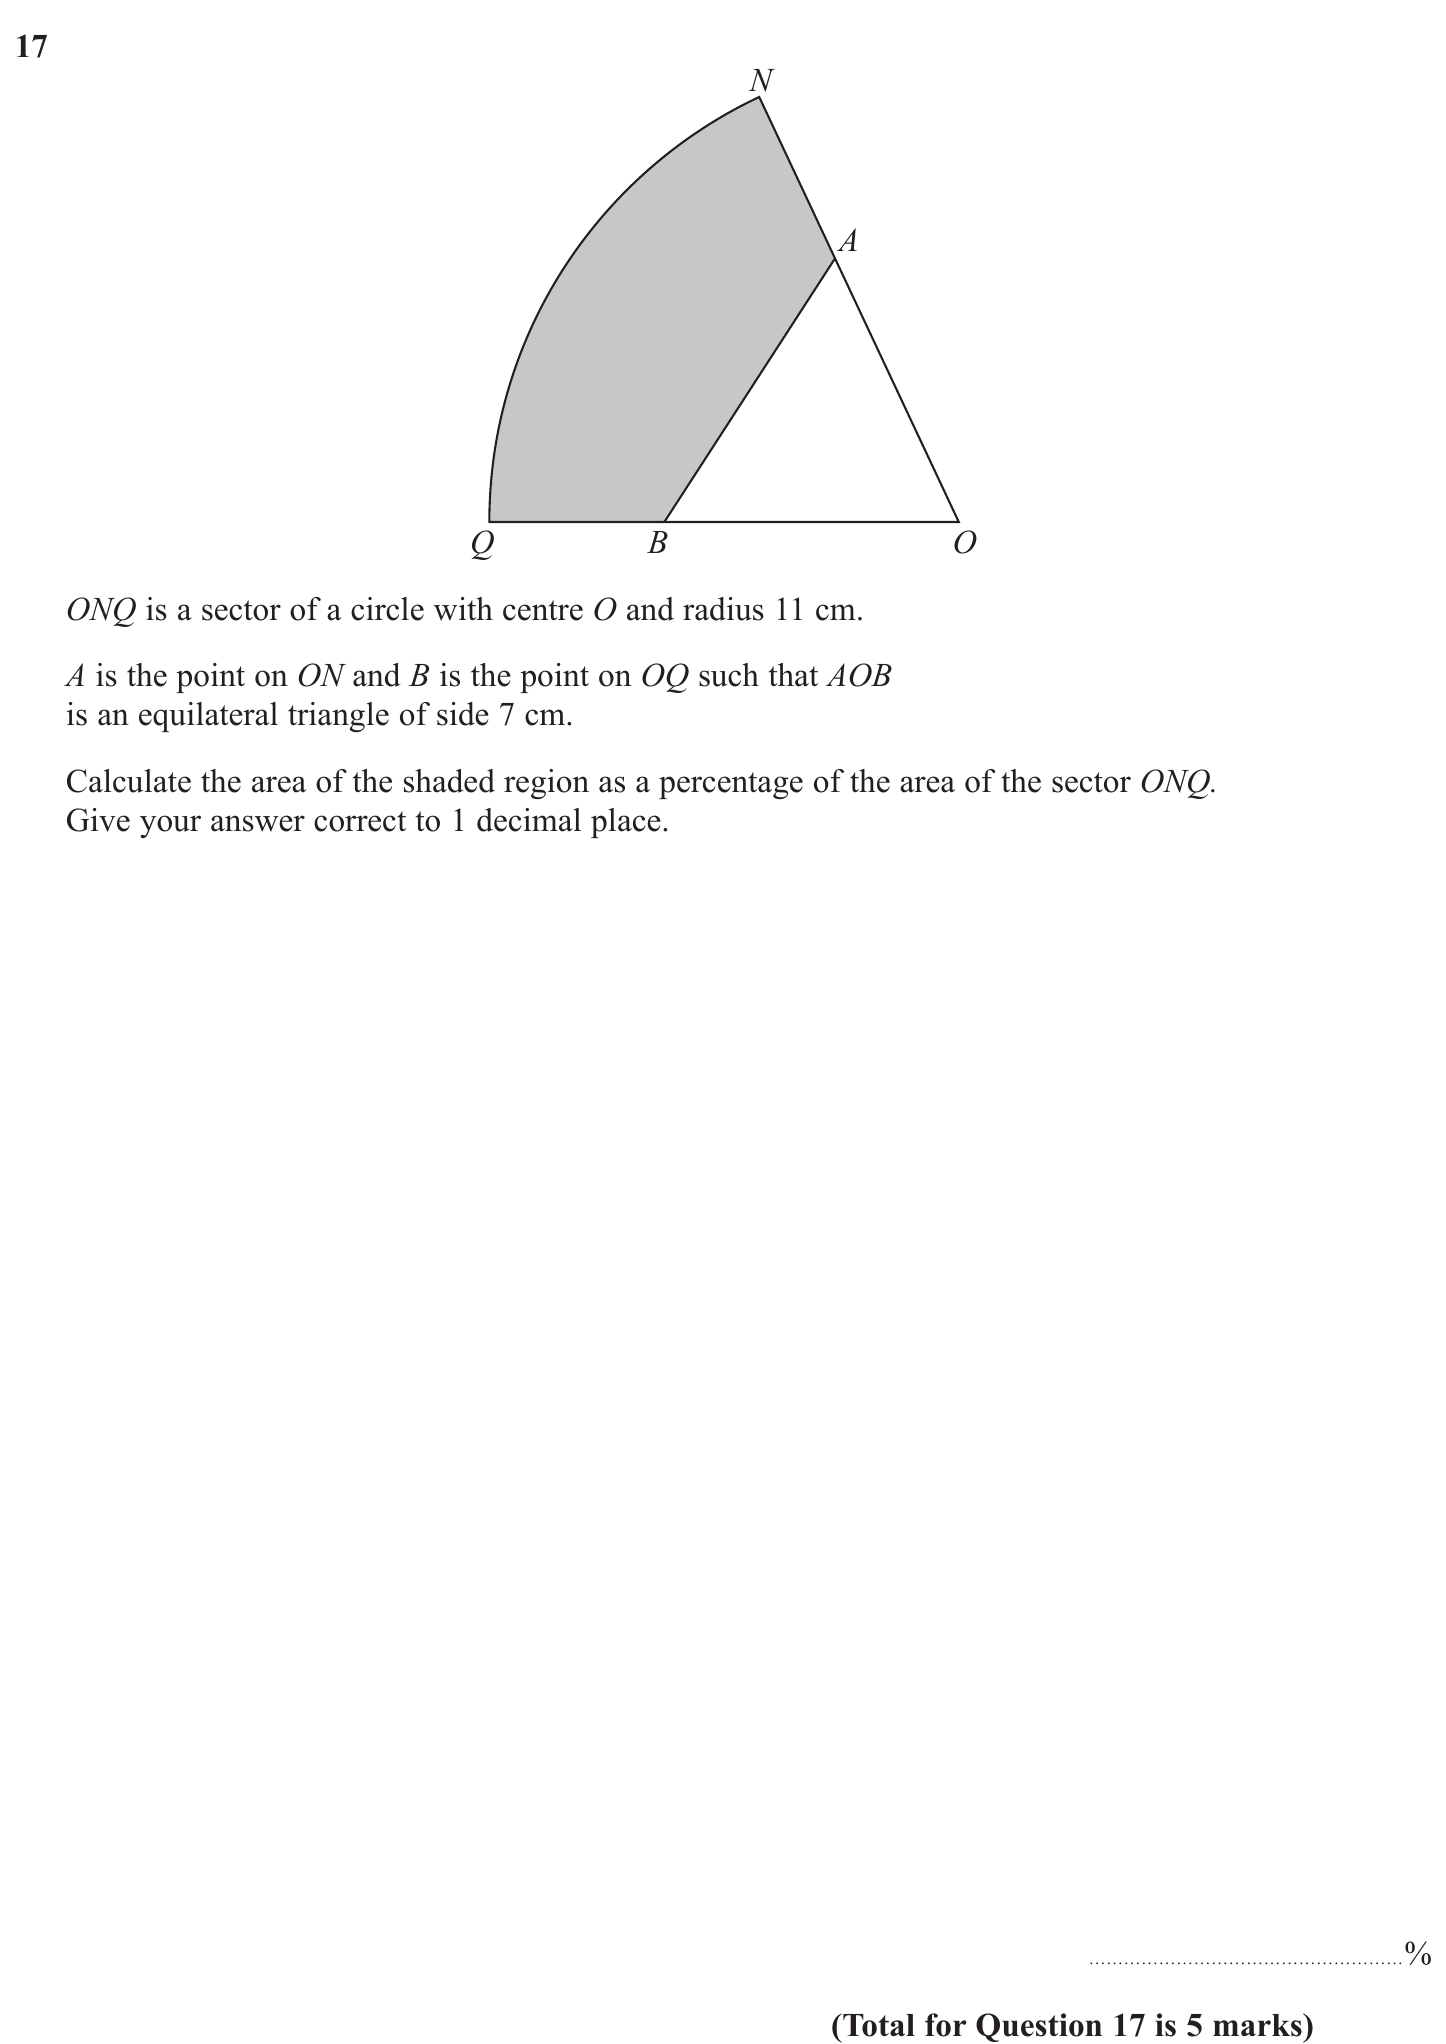 17
N
A
Q
B
O
ONQ is a sector of a circle with centre O and radius 11 cm.
A is the point on ON and B is the point on OQ such that AOB
is an equilateral triangle of side 7 cm.
Calculate the area of the shaded region as a percentage of the area of the sector ONQ.
Give your answer correct to 1 decimal place.
......................................................%
(Total for Question 17 is 5 marks)